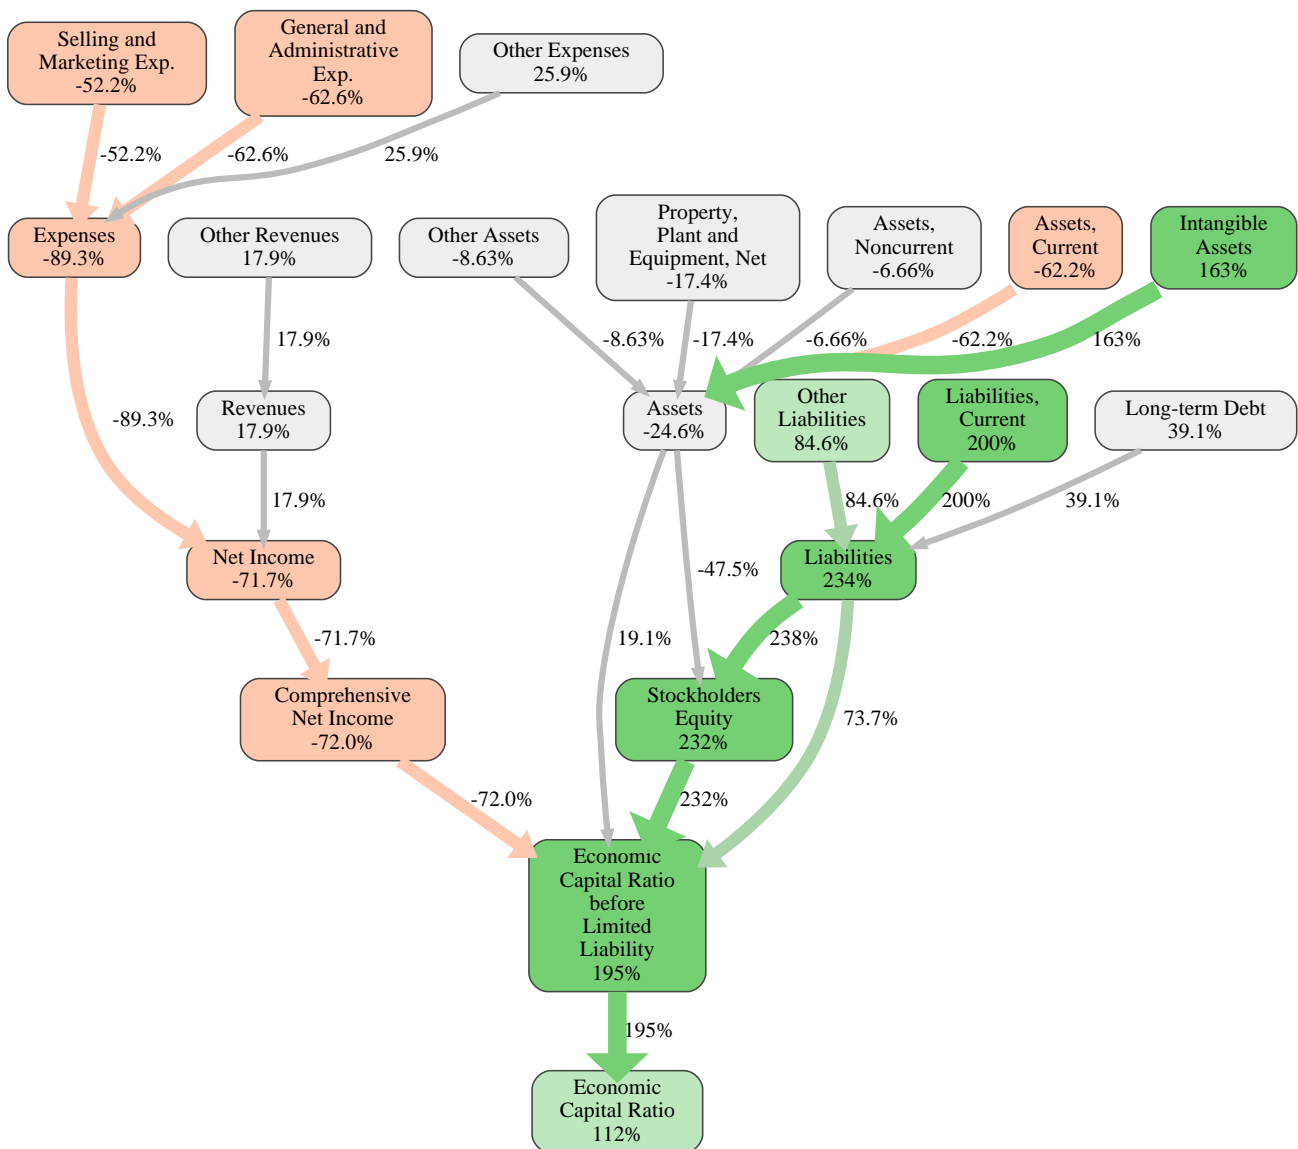 Selling and
Marketing Exp.
-52.2%
General and
Administrative
Exp.
-62.6%
Other Expenses
25.9%
-52.2%
-62.6%
25.9%
Expenses
-89.3%
Other Revenues
17.9%
Other Assets
-8.63%
Property,
Plant and
Equipment, Net
-17.4%
Assets,
Noncurrent
-6.66%
Assets,
Current
-62.2%
Intangible
Assets
163%
17.9%
-8.63%
-17.4%
-6.66%
-62.2%
163%
-89.3%
Revenues
17.9%
Assets
-24.6%
Other
Liabilities
84.6%
Liabilities,
Current
200%
Long-term Debt
39.1%
17.9%
84.6%
200%
39.1%
Net Income
-71.7%
-47.5%
Liabilities
234%
-71.7%
19.1%
238%
Comprehensive
Net Income
-72.0%
Stockholders
Equity
232%
73.7%
-72.0%
232%
Economic
Capital Ratio
before
Limited
Liability
195%
195%
Economic
Capital Ratio
112%